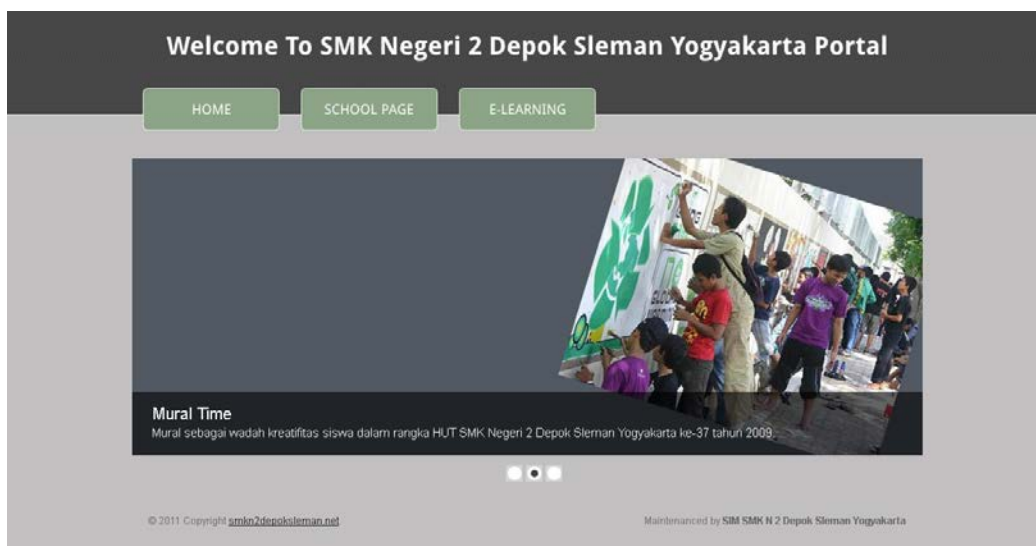 Welcome To SMK Negeri 2 Depok Sleman Yogyakarta Portal
HOME
SCHOOL PAGE
E-LEARNING
Mural Time
Mural sebagai wadah kreatifitas siswa dalam rangka HUT SMK Negeri 2 Depok Sleman Yogyakarta ke-37 tahun 2009
© 2011 Copyright smkn2depoksleman.net
Maintenanced by SIM SMK N 2 Depok Sleman Yogyakarta